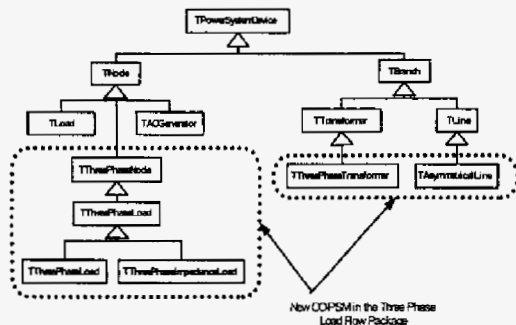 TPowerSystemDevice
TNode
TBranch
TLoad
TACGenerator
TTransformer
TLine
TThreePhaseNode
TThreePhaseTransformer
TAsymmetricalLine
TThreePhaseLoad
TThreePhaseLoad
TThreePhaseImpedanceLoad
New in the Three Phase
Load Flow Package